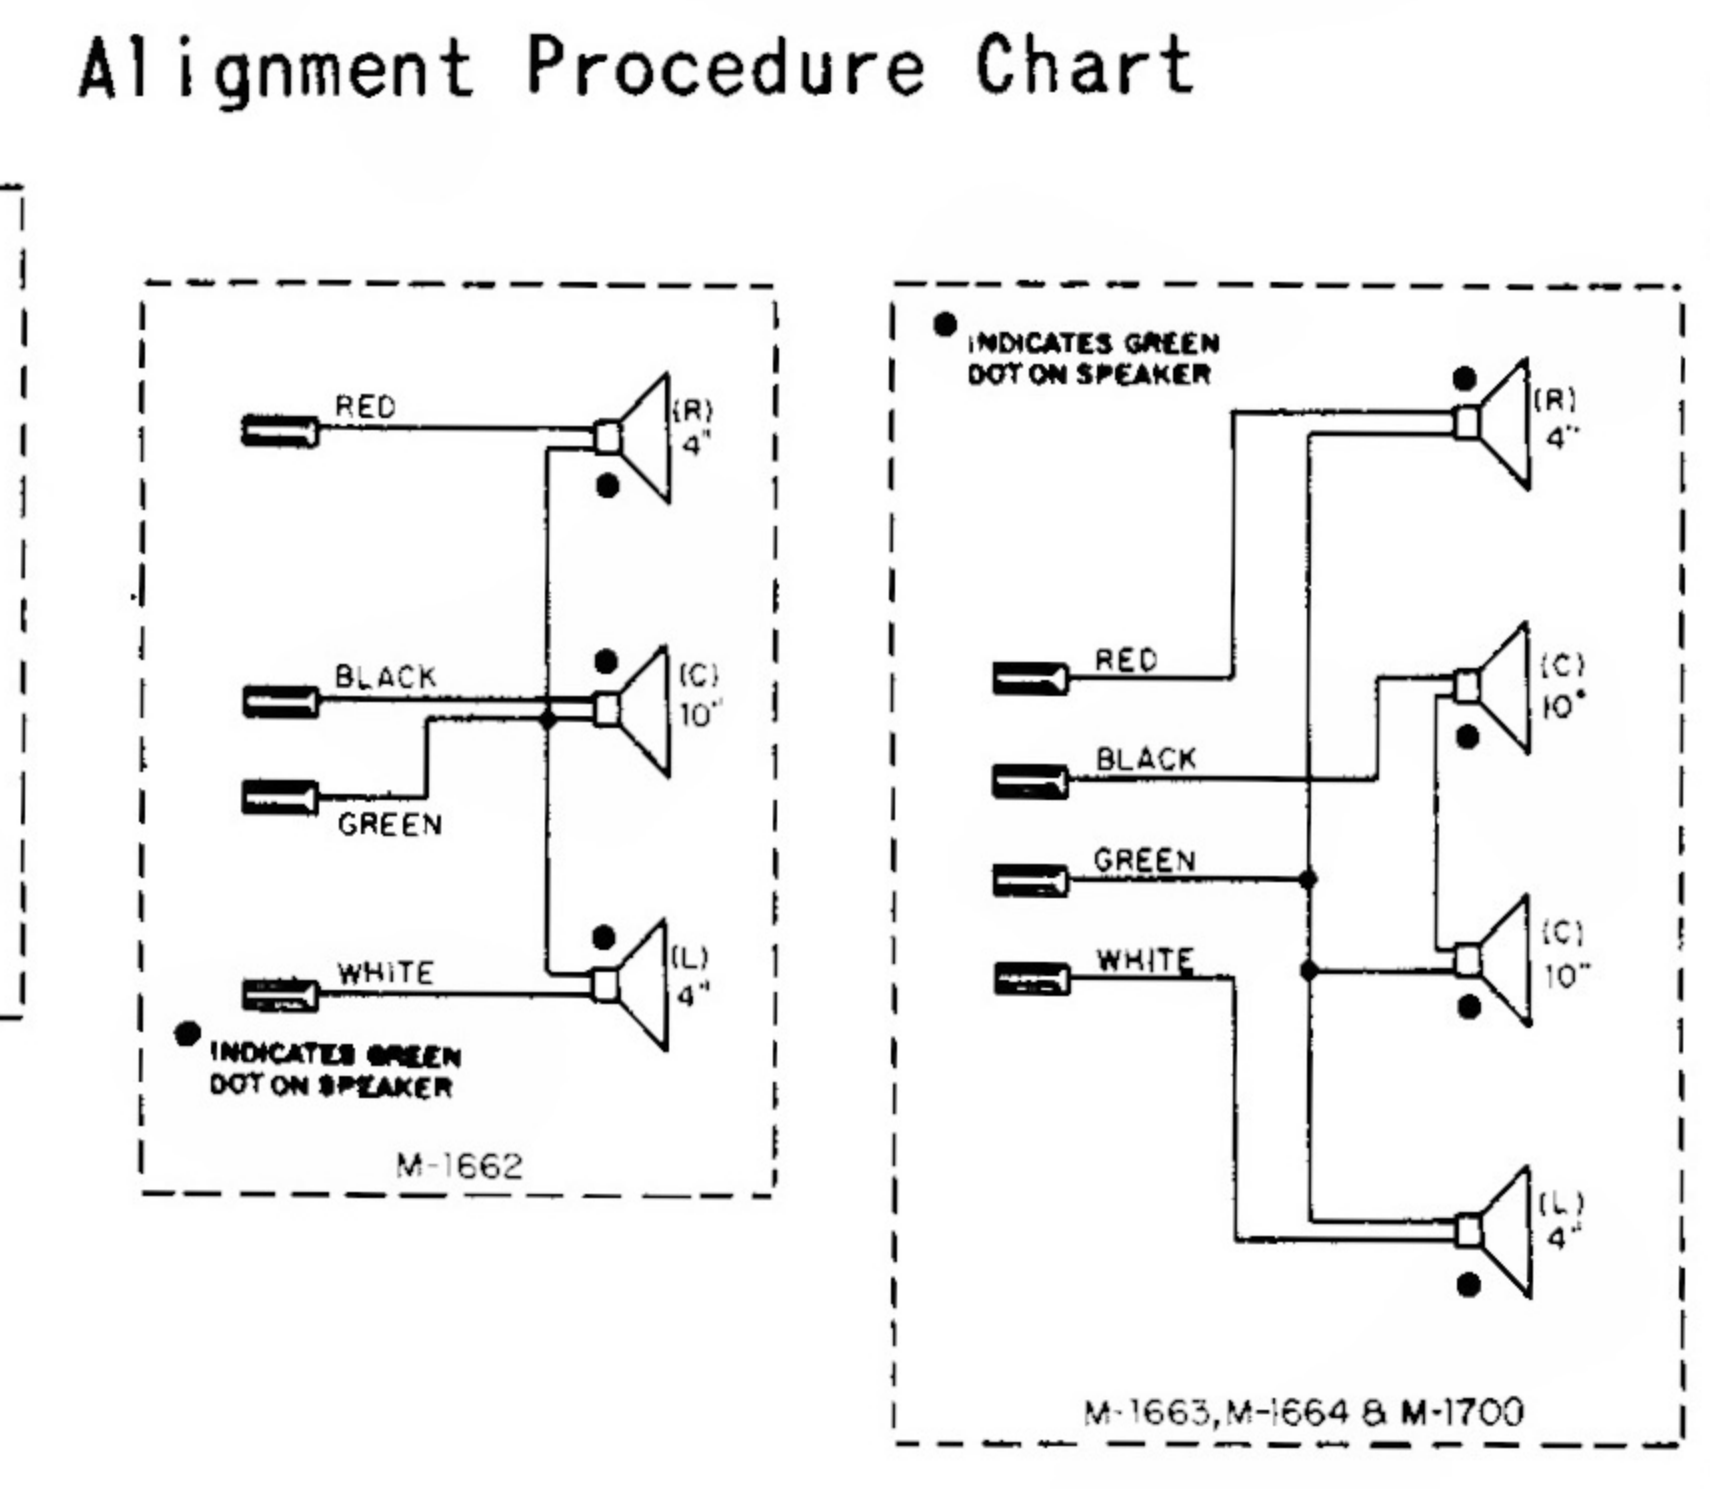 Alignment Procedure Chart
RED
(R)
4"
BLACK
(C)
10"
GREEN
WHITE
(L)
4"
INDICATES GREEN
DOT ON SPEAKER
M-1662
INDICATES GREEN
DOT ON SPEAKER
(R)
4"
RED
(C)
10"
BLACK
GREEN
WHITE
(C)
10"
(L)
4"
M-1663, M-1664 & M-1700